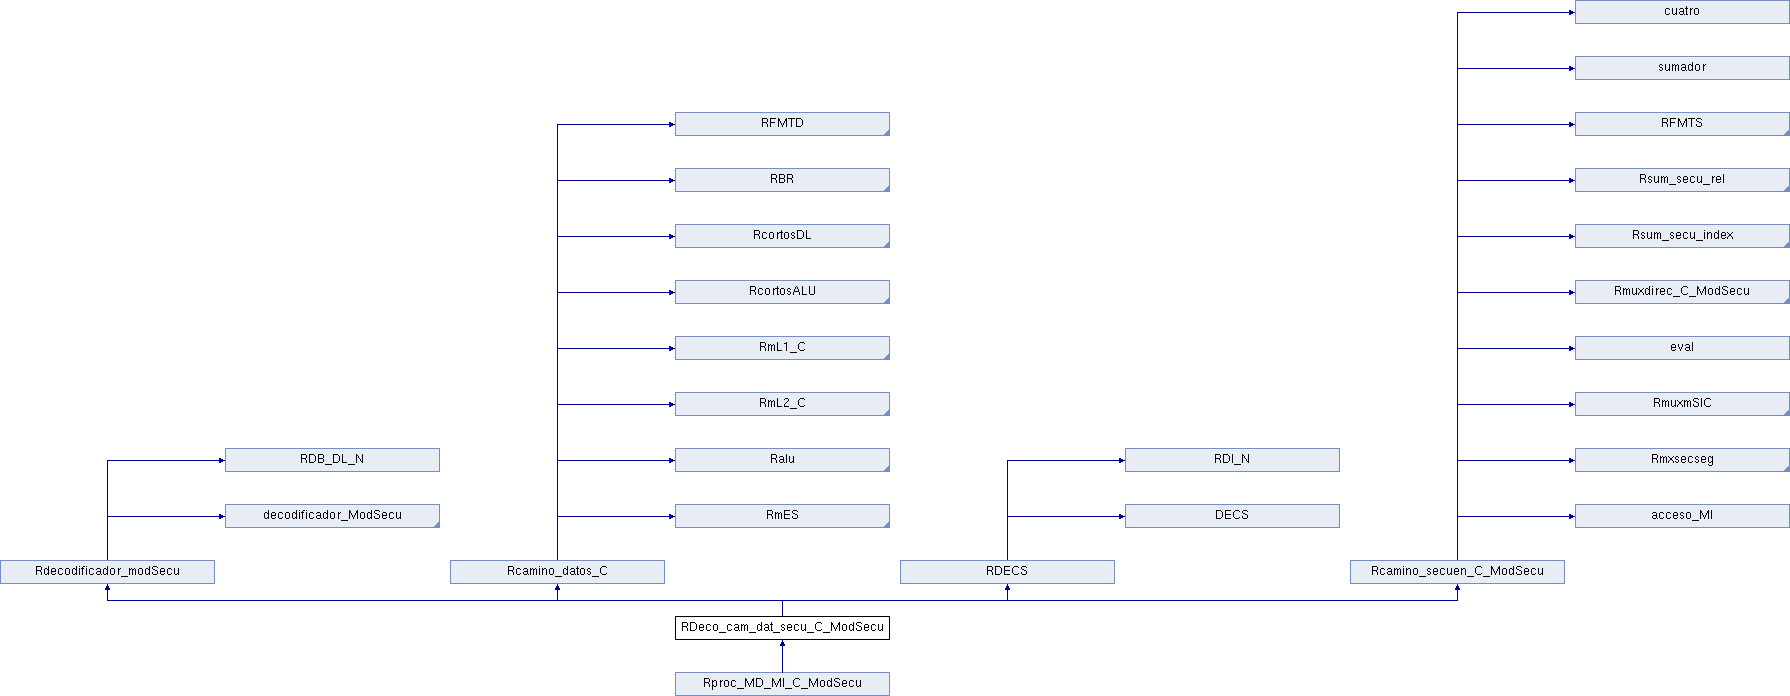 cuatro
sumador
RFMTD
RFMTS
RBR
Rsum_secu_rel
RcortosDL
Rsum_secu_index
RcortosALU
Rmuxdirec_C_ModSecu
RmL1_C
eval
RmL2_C
RmuxmSIC
RDB_DL_N
Ralu
RDI_N
Rmxsecseg
decodificador_ModSecu
RmES
DECS
acceso_MI
Rdecodificador_modSecu
Rcamino_datos_C
RDECS
Rcamino_secuen_C_ModSecu
RDeco_cam_dat_secu_C_ModSecu
Rproc_MD_MI_C_ModSecu